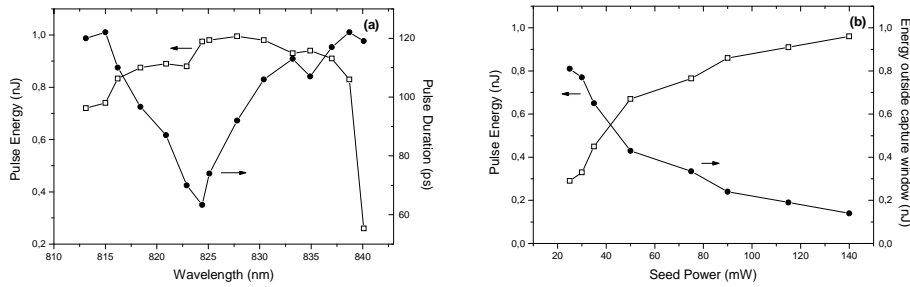 (a)
1,0
0,8
0,6
0,4
0,2
Pulse Energy (nJ)
120
100
80
60
Pulse Duration (ps)
810 815 820 825 830 835 840
Wavelength (nm)
(b)
1,0
0,8
0,6
0,4
0,2
0,0
Pulse Energy (nJ)
1,0
0,8
0,6
0,4
0,2
0,0
Energy outside capture window (nJ)
0 20 40 60 80 100 120 140
Seed Power (mW)